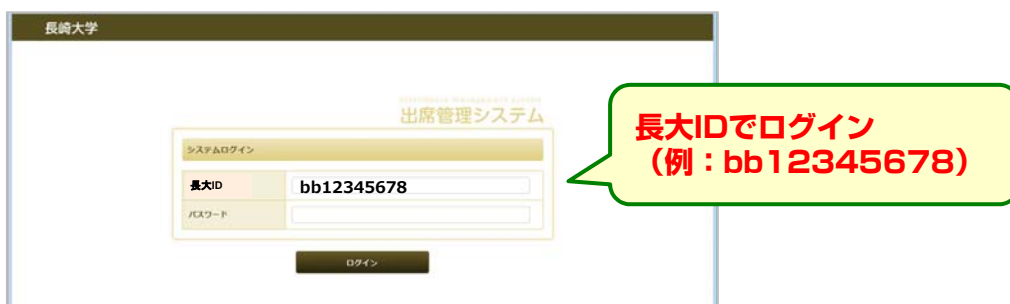 長崎大学
出席管理システム
システムログイン
長大ID
bb12345678
パスワード
ログイン
長大IDでログイン
(例：bb12345678)